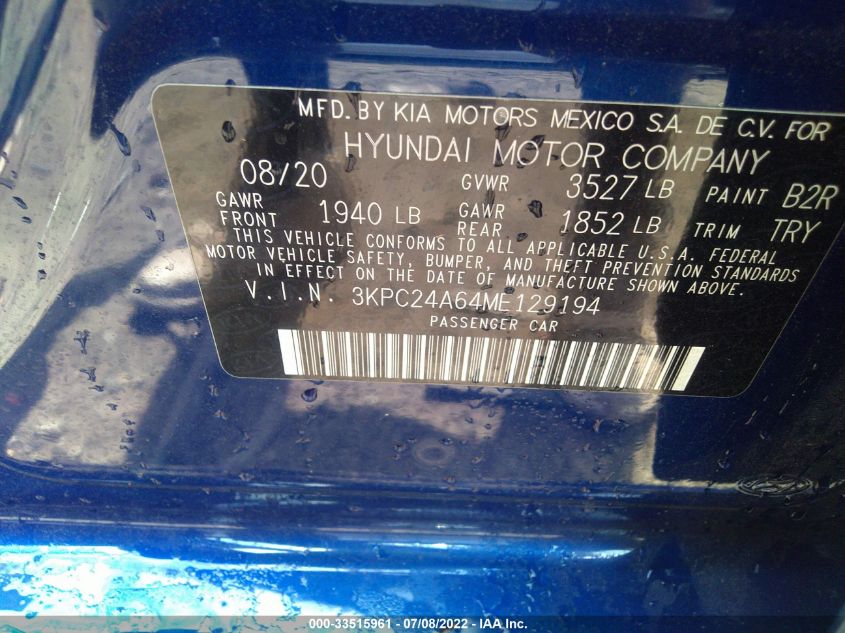 MFD. BY KIA MOTORS MEXICO S.A. DE C.V. FOR
HYUNDAI MOTOR COMPANY
08/20 GVWR 3527 LB PAINT B2R
GAWR FRONT 1940 LB GAWR REAR 1852 LB TRIM TRY
THIS VEHICLE CONFORMS TO ALL APPLICABLE U.S.A. FEDERAL
MOTOR VEHICLE SAFETY, BUMPER, AND THEFT PREVENTION STANDARDS
IN EFFECT ON THE DATE OF MANUFACTURE SHOWN ABOVE.
V.I.N. 3KPC24A64ME129194
PASSENGER CAR
000-33515961 - 07/08/2022 - IAA Inc.